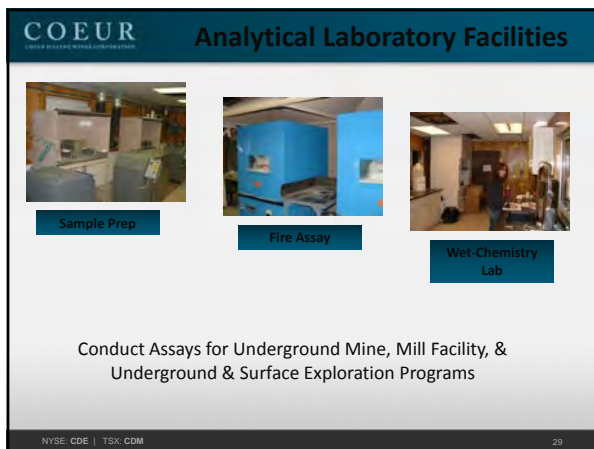 COEUR
COEUR D'ALENE MINES CORPORATION
Analytical Laboratory Facilities
Sample Prep
Fire Assay
Wet-Chemistry
Lab
Conduct Assays for Underground Mine, Mill Facility, &
Underground & Surface Exploration Programs
NYSE: CDE | TSX: CDM
29